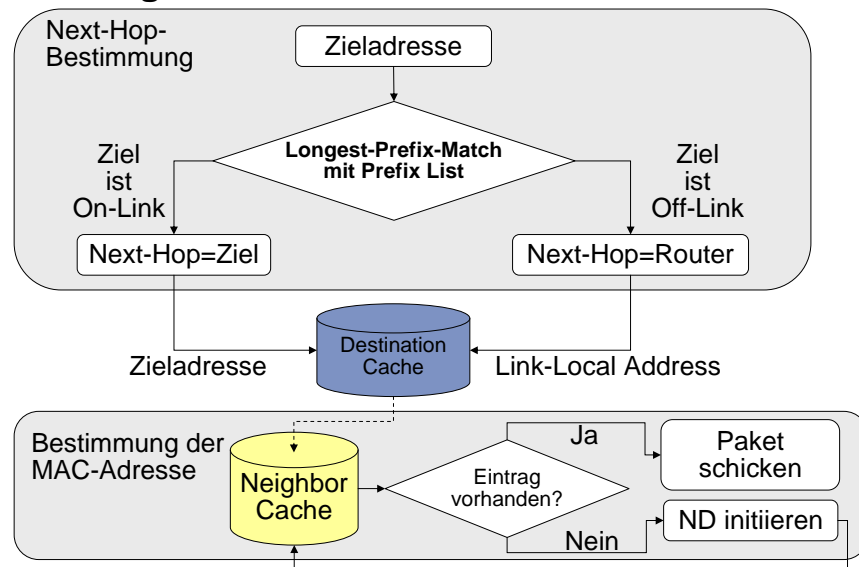 Next-Hop-
Bestimmung
Zieladresse
Longest-Prefix-Match
mit Prefix List
Ziel
ist
On-Link
Ziel
ist
Off-Link
Next-Hop=Ziel
Next-Hop=Router
Zieladresse
Destination
Cache
Link-Local Address
Bestimmung der
MAC-Adresse
Neighbor
Cache
Eintrag
vorhanden?
Ja
Paket
schicken
Nein
ND initiieren